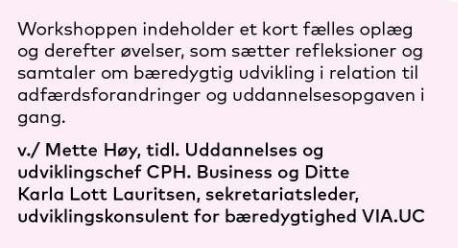 Workshoppen indeholder et kort fælles oplæg
og derefter øvelser, som sætter refleksioner og
samtaler om bæredygtig udvikling i relation til
adfærdsforandringer og uddannelsesopgaven i
gang.
v./ Mette Høy, tidl. Uddannelses og
udviklingschef CPH. Business og Ditte
Karla Lott Lauritsen, sekretariatsleder,
udviklingskonsulent for bæredygtighed VIA.UC